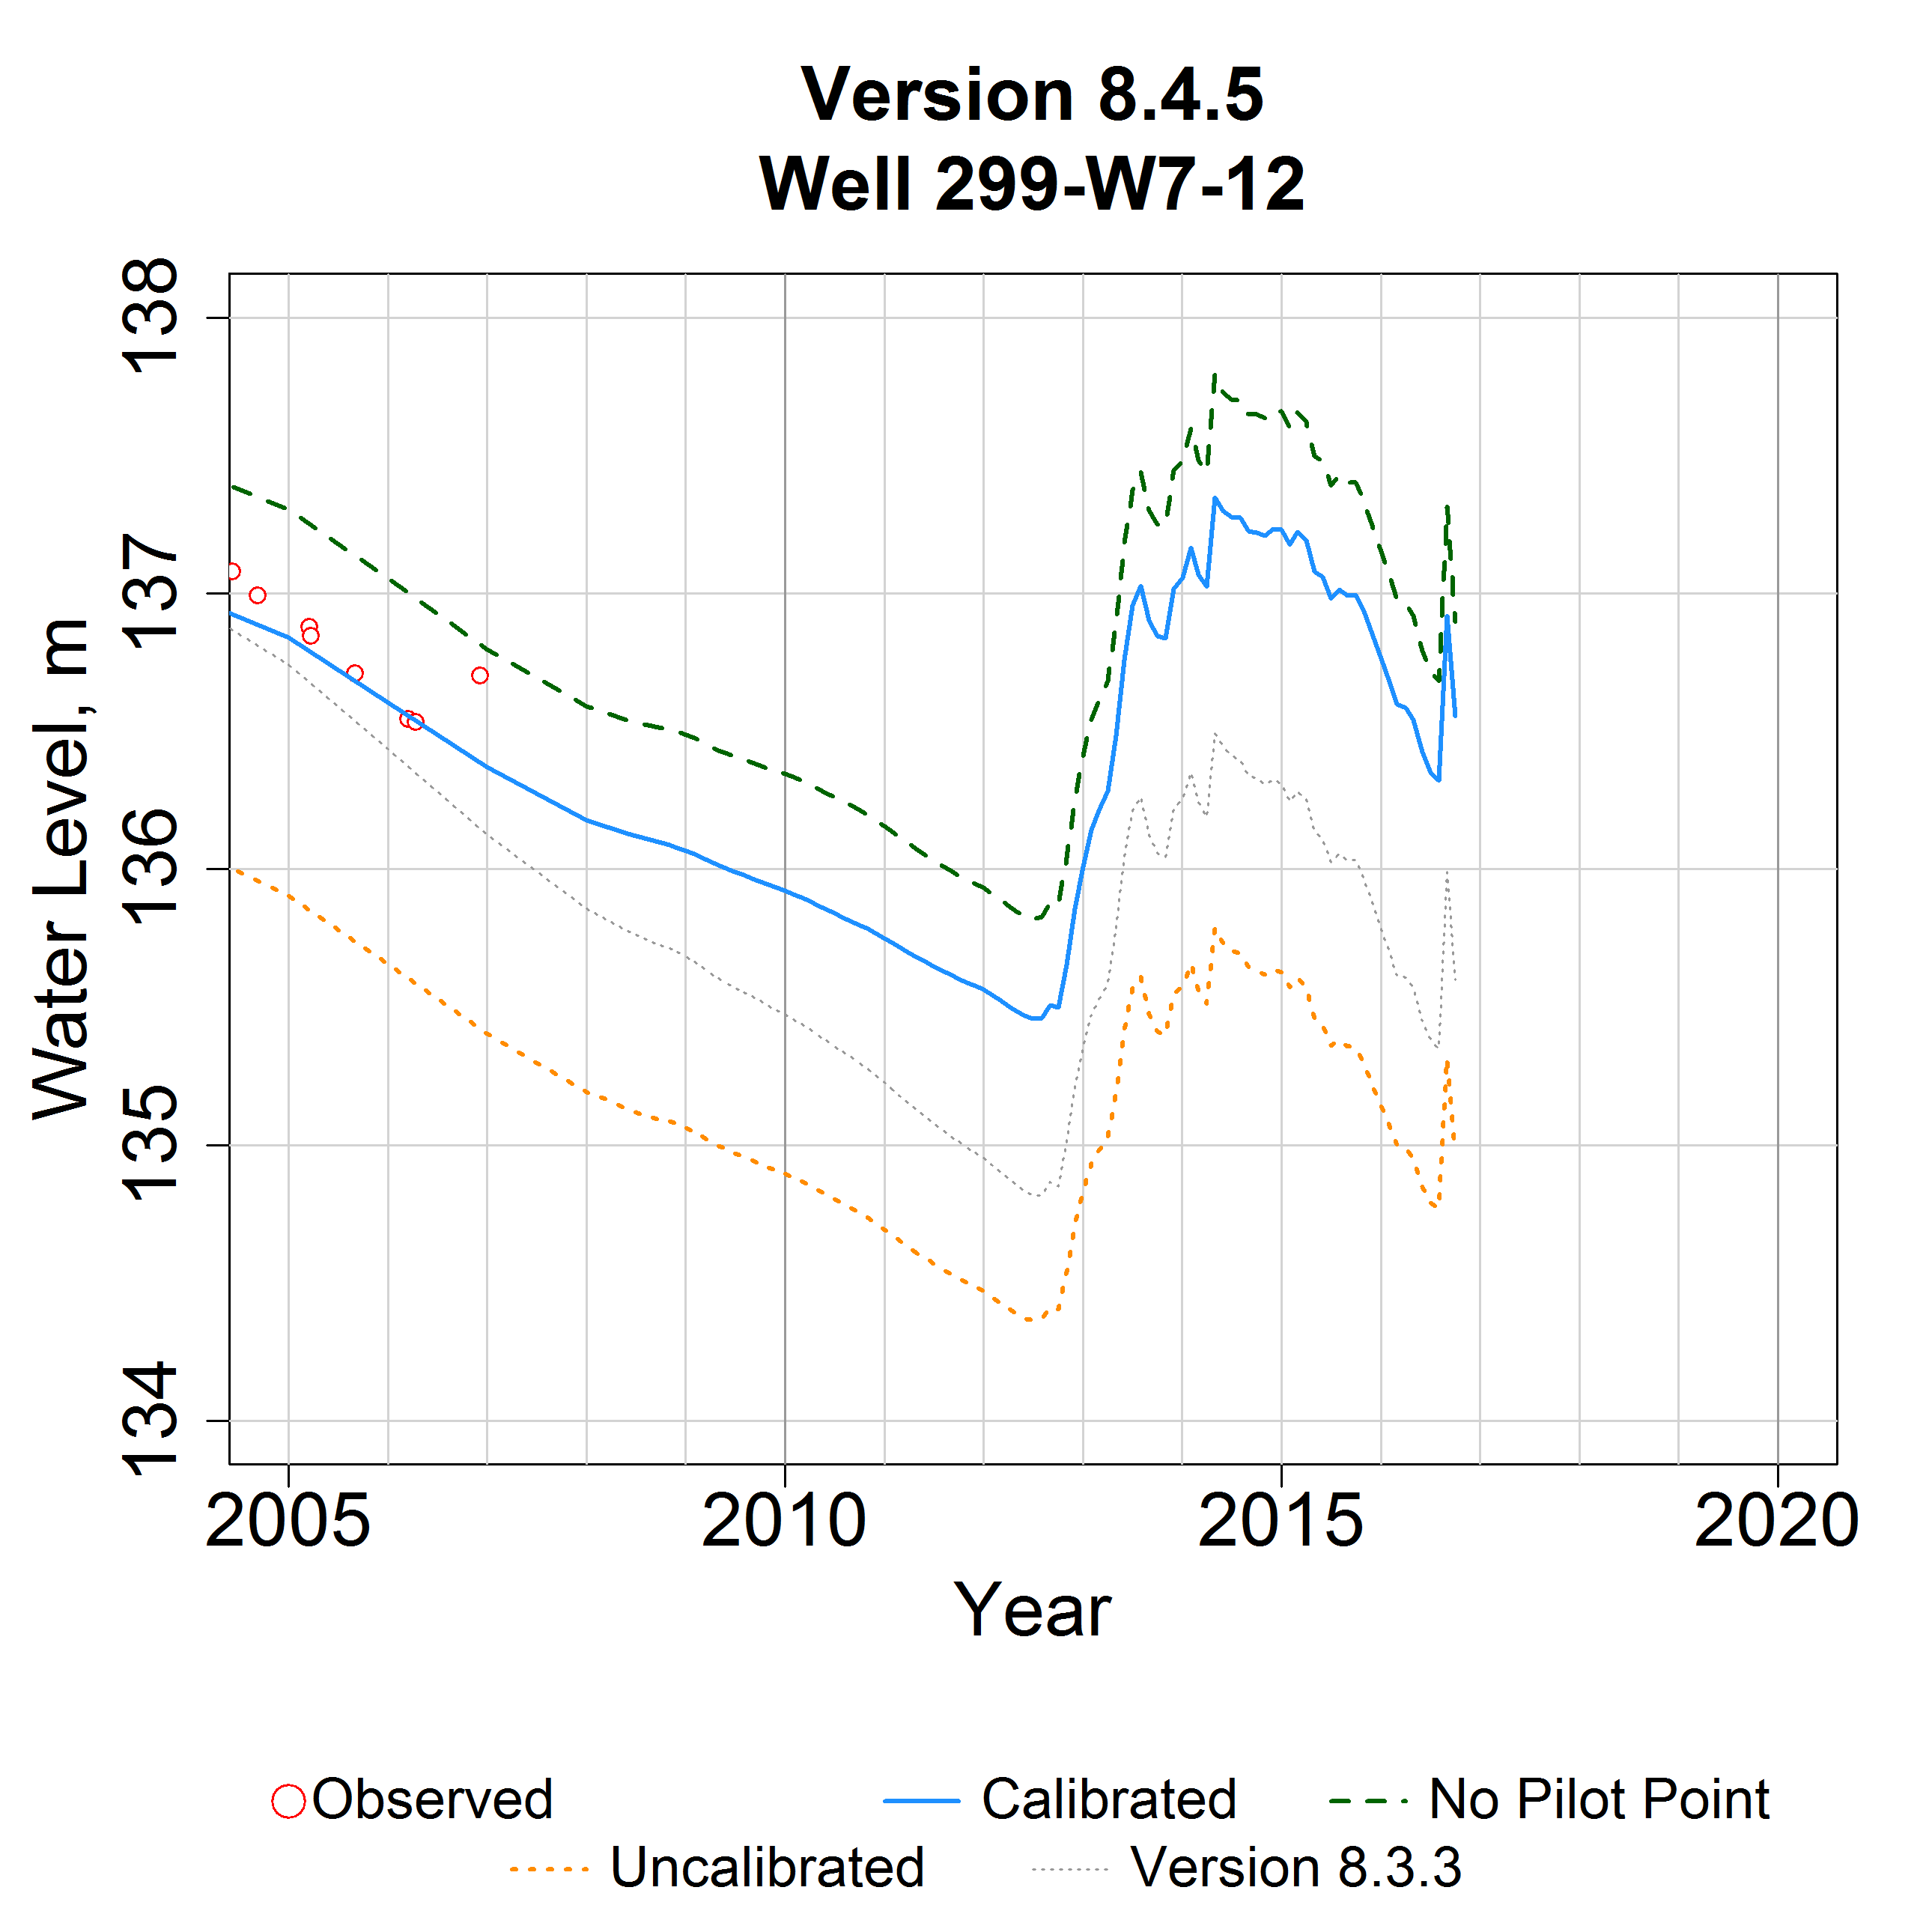 Version 8.4.5
Well 299-W7-12
138
137
136
135
134
Water Level, m
2005 2010 2015 2020
Year
Observed Calibrated No Pilot Point
Uncalibrated Version 8.3.3